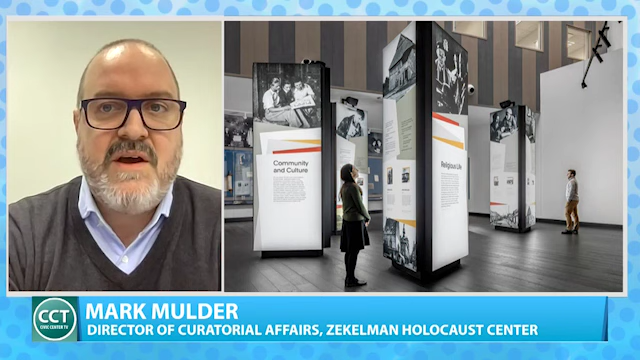 Community
and Culture
Religious Life
CCT
CIVIC CENTER TV
MARK MULDER
DIRECTOR OF CURATORIAL AFFAIRS, ZEKELMAN HOLOCAUST CENTER